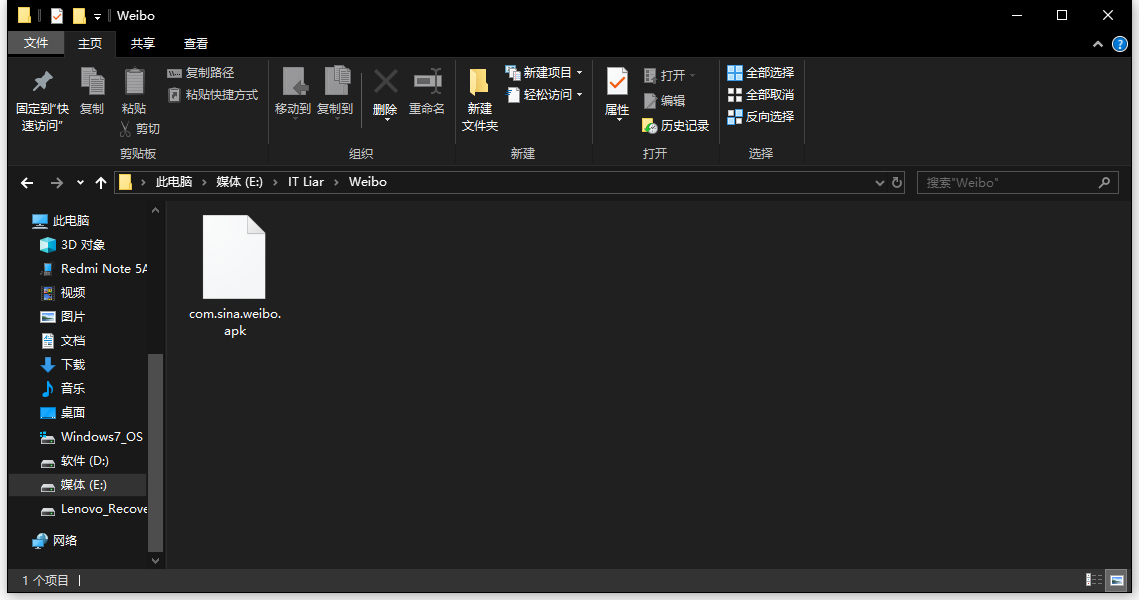 Weibo
文件 主页 共享 查看
固定到“快
速访问”
复制
粘贴
复制路径
粘贴快捷方式
剪切
剪贴板
移动到
复制到
删除
重命名
组织
新建
文件夹
新建项目
轻松访问
新建
属性
打开
编辑
历史记录
打开
全部选择
全部取消
反向选择
选择
此电脑 媒体 (E:) IT Liar Weibo
搜索"Weibo"
此电脑
3D 对象
Redmi Note 5A
视频
图片
文档
下载
音乐
桌面
Windows7_OS
软件 (D:)
媒体 (E:)
Lenovo_Recove
网络
com.sina.weibo.
apk
1 个项目